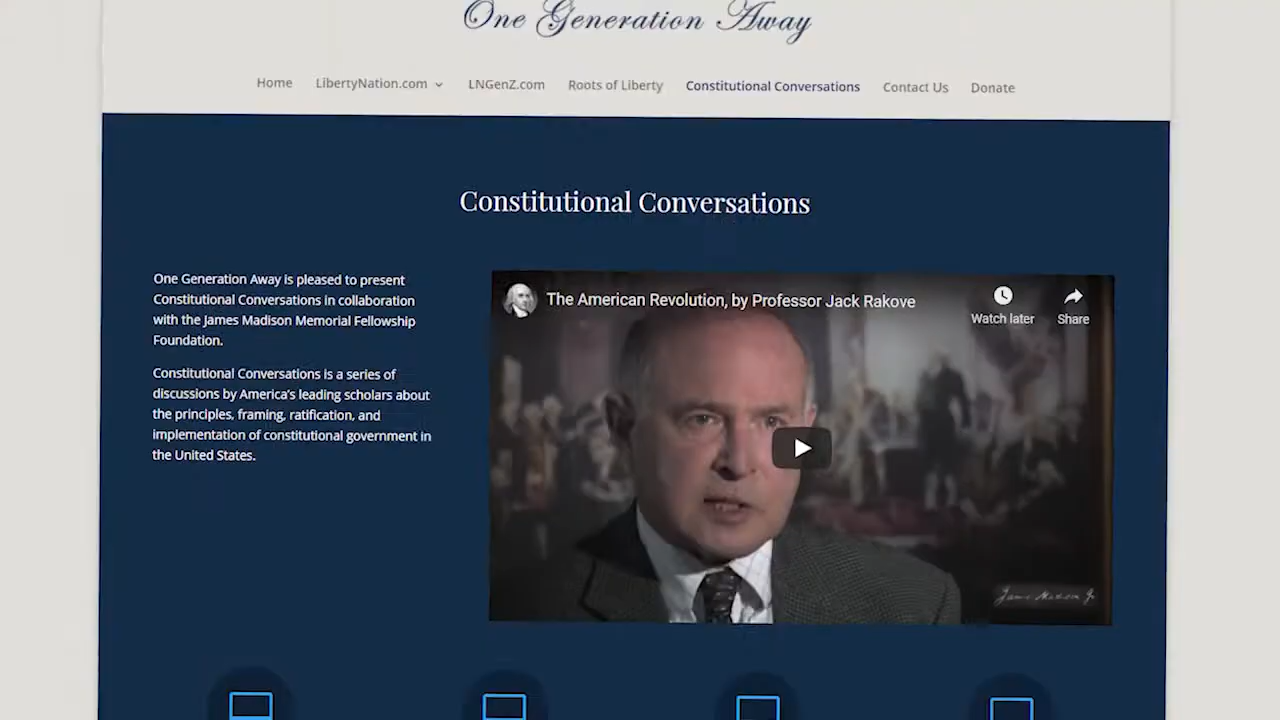 One Generation Away
Home LibertyNation.com LNGenZ.com Roots of Liberty Constitutional Conversations Contact Us Donate
Constitutional Conversations
One Generation Away is pleased to present
Constitutional Conversations in collaboration
with the James Madison Memorial Fellowship
Foundation.
Constitutional Conversations is a series of
discussions by America's leading scholars about
the principles, framing, ratification, and
implementation of constitutional government in
the United States.
The American Revolution, by Professor Jack Rakove
Watch later
Share
James Madison Jr